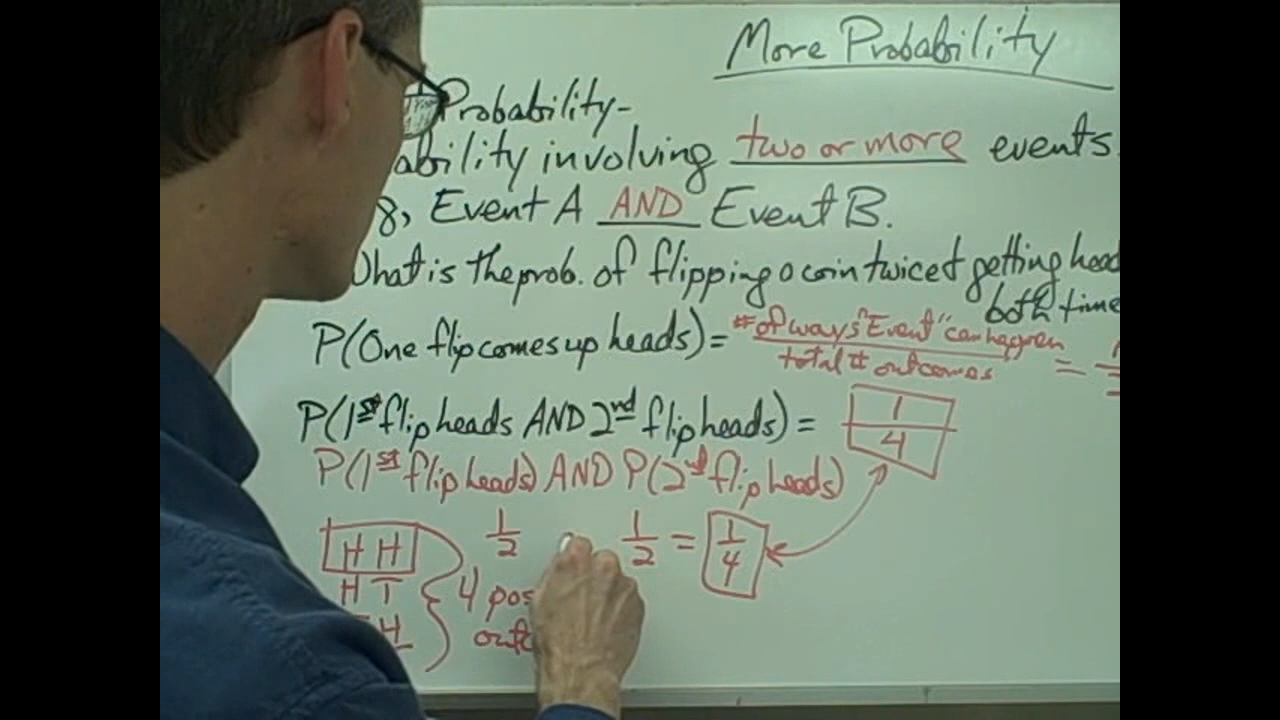 More Probability
Probability-
ability involving two or more events.
8, Event A AND Event B.
What is the prob. of flipping a coin twice & getting head
both time
P(One flip comes up heads) = # of ways "Event" can happen
total # outcomes =
P(1st flip heads AND 2nd flip heads) = 1
4
P(1st flip heads) AND P(2nd flip heads)
1/2 1/2 = 1/4
H H
H T
H
4 pos
outc